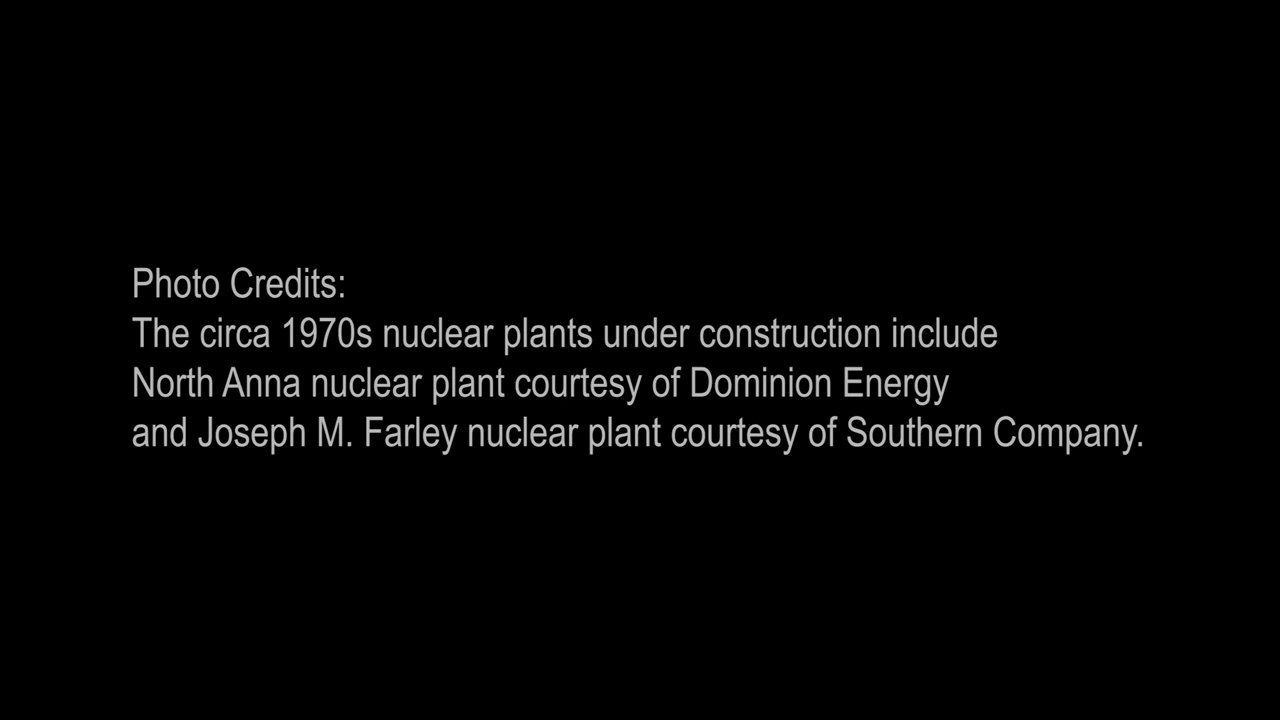 Photo Credits:
The circa 1970s nuclear plants under construction include
North Anna nuclear plant courtesy of Dominion Energy
and Joseph M. Farley nuclear plant courtesy of Southern Company.